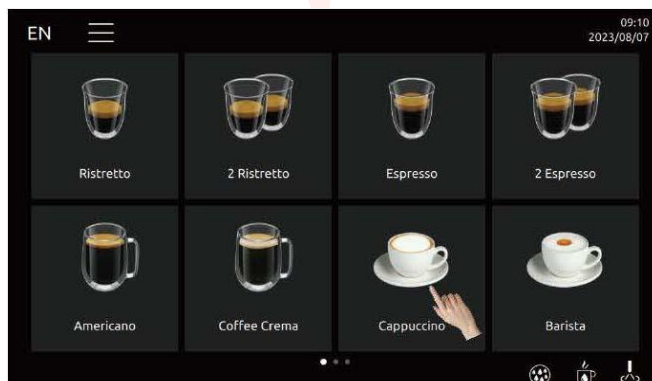 EN
09:10
2023/08/07
Ristretto
2 Ristretto
Espresso
2 Espresso
Americano
Coffee Crema
Cappuccino
Barista